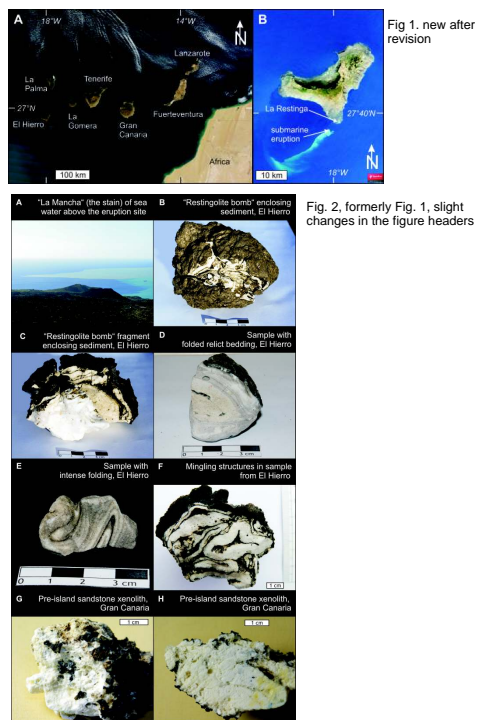 A
18°W
14°W
N
Lanzarote
La
Palma
Tenerife
27°N
El Hierro
La
Gomera
Gran
Canaria
Fuerteventura
Africa
100 km
B
10 km
La Restinga
27°40'N
submarine
eruption
18°W
N
Fig 1. new after
revision
A
"La Mancha" (the stain) of sea
water above the eruption site
B
"Restingolite bomb" enclosing
sediment, El Hierro
Fig. 2, formerly Fig. 1, slight
changes in the figure headers
C
"Restingolite bomb" fragment
enclosing sediment, El Hierro
D
Sample with
folded relict bedding, El Hierro
0 1 2 3 cm
E
Sample with
intense folding, El Hierro
0 1 2 3 cm
F
Mingling structures in sample
from El Hierro
1 cm
G
Pre-island sandstone xenolith,
Gran Canaria
1 cm
H
Pre-island sandstone xenolith,
Gran Canaria
1 cm